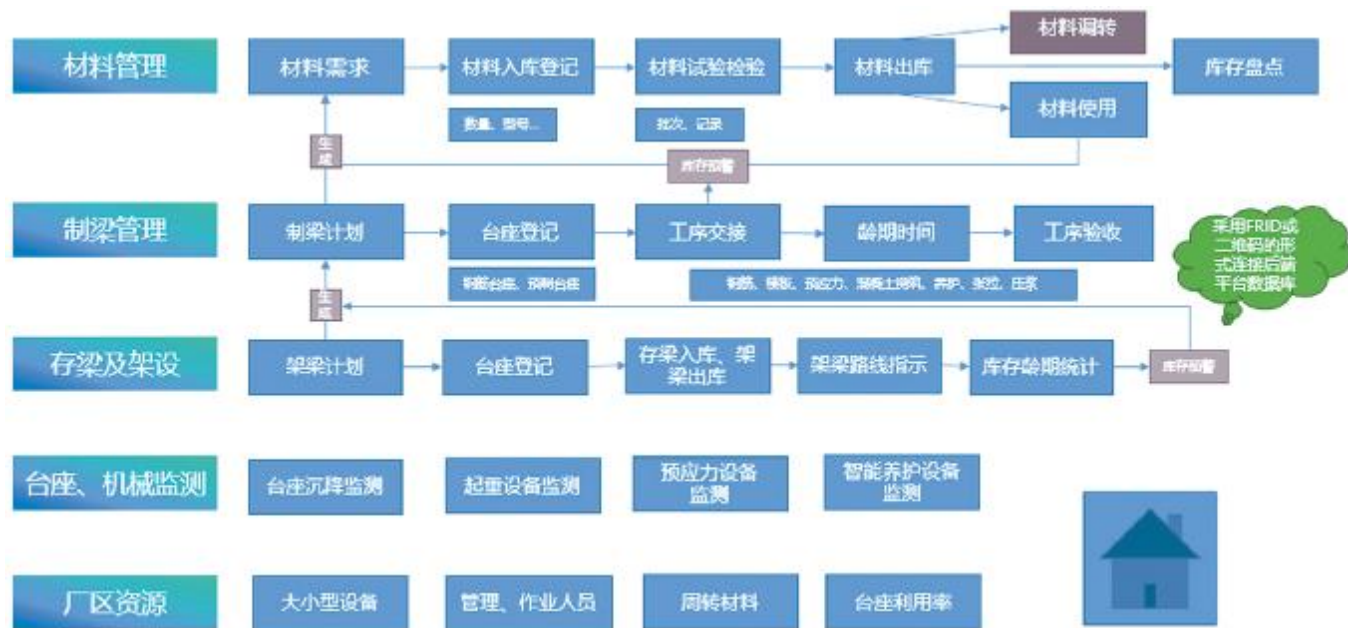 材料管理
材料需求
材料入库登记
材料试验检验
材料出库
材料调转
材料使用
库存盘点
数量、型号...
批次、记录
生
成
库存报警
制梁管理
制梁计划
台座登记
工序交接
龄期时间
工序验收
采用FRID或
二维码的形
式连接后端
平台数据库
钢筋台座、预制台座
钢筋、模板、预应力、混凝土浇筑、养护、张拉、压浆
生
成
存梁及架设
架梁计划
台座登记
存梁入库、架
梁出库
架梁路线指示
库存龄期统计
库存报警
台座、机械监测
台座沉降监测
起重设备监测
预应力设备
监测
智能养护设备
监测
厂区资源
大小型设备
管理、作业人员
周转材料
台座利用率